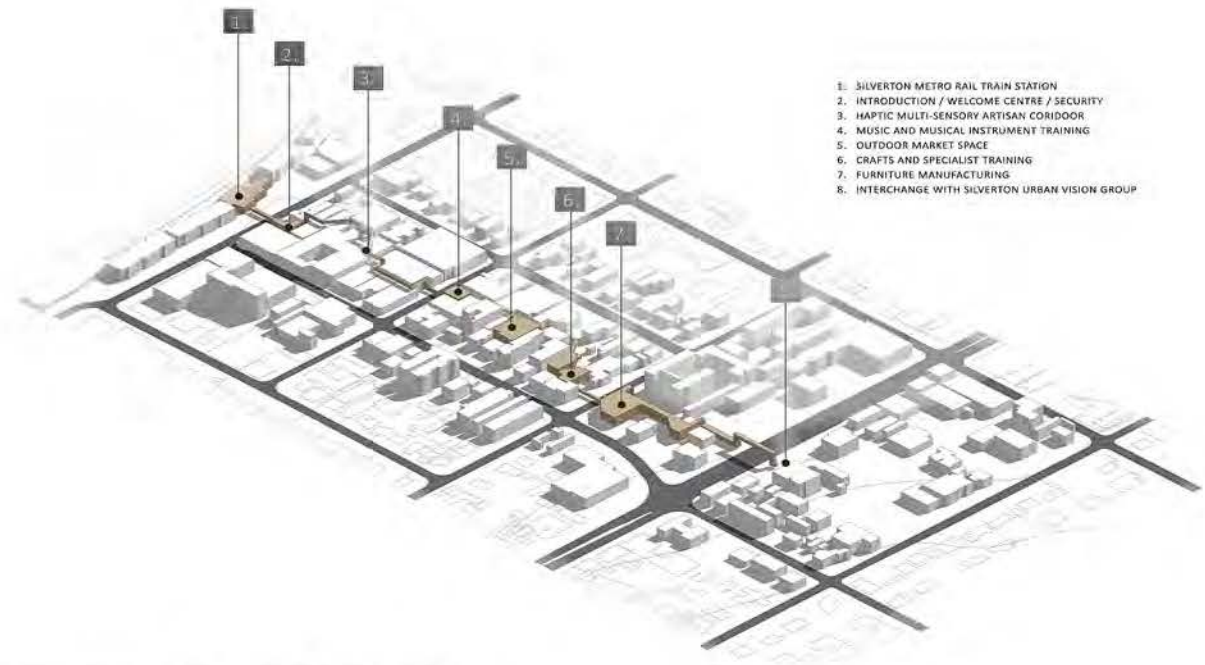 1.
2.
3.
4.
5.
6.
7.
1. SILVERTON METRO RAIL TRAIN STATION
2. INTRODUCTION / WELCOME CENTRE / SECURITY
3. HAPTIC MULTI-SENSORY ARTISAN CORIDOOR
4. MUSIC AND MUSICAL INSTRUMENT TRAINING
5. OUTDOOR MARKET SPACE
6. CRAFTS AND SPECIALIST TRAINING
7. FURNITURE MANUFACTURING
8. INTERCHANGE WITH SILVERTON URBAN VISION GROUP